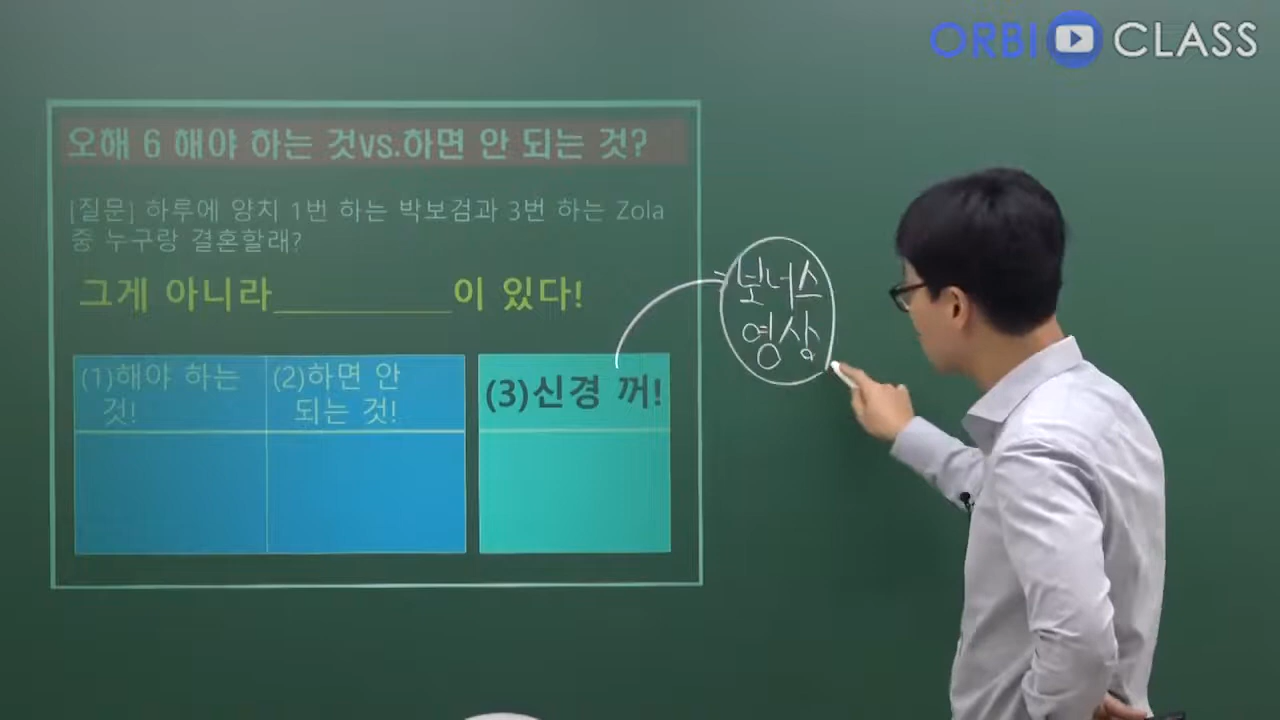 ORBI CLASS
오해 6 해야 하는 것vs.하면 안 되는 것?
[질문] 하루에 양치 1번 하는 박보검과 3번 하는 Zola
중 누구랑 결혼할래?
그게 아니라__________이 있다!
(1)해야 하는
것!
(2)하면 안
되는 것!
(3)신경 꺼!
보너스
영상